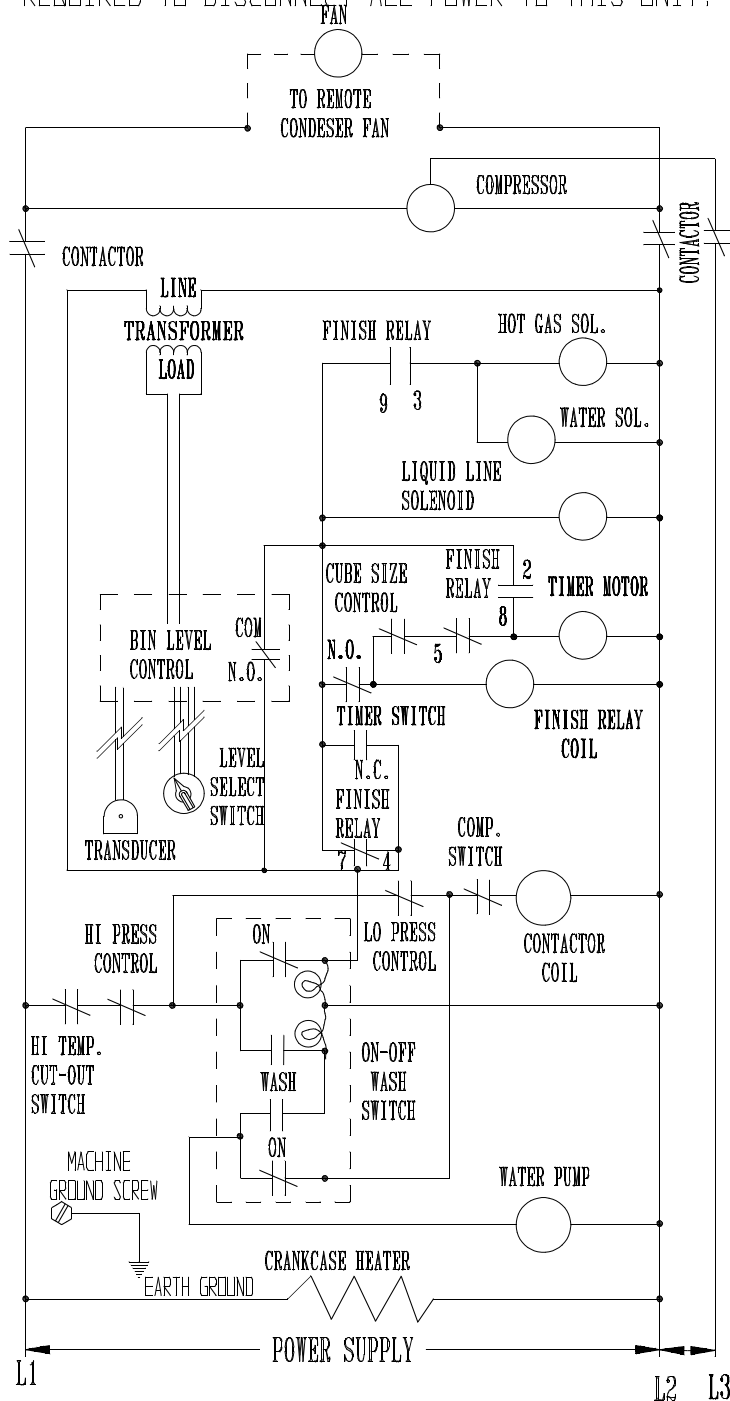 REQUIRED TO DISCONNECT ALL POWER TO THIS UNIT.
FAN
TO REMOTE
CONDESER FAN
COMPRESSOR
CONTACTOR
CONTACTOR
LINE
TRANSFORMER
LOAD
FINISH RELAY
9 3
HOT GAS SOL.
WATER SOL.
LIQUID LINE
SOLENOID
CUBE SIZE
CONTROL
FINISH
RELAY
2
8
5
TIMER MOTOR
BIN LEVEL
CONTROL
COM
N.O.
N.O.
TIMER SWITCH
FINISH RELAY
COIL
N.C.
FINISH
RELAY
7 4
LEVEL
SELECT
SWITCH
TRANSDUCER
COMP.
SWITCH
HI PRESS
CONTROL
ON
LO PRESS
CONTROL
CONTACTOR
COIL
HI TEMP.
CUT-OUT
SWITCH
WASH
ON-OFF
WASH
SWITCH
ON
MACHINE
GROUND SCREW
WATER PUMP
EARTH GROUND
CRANKCASE HEATER
POWER SUPPLY
L1
L2
L3